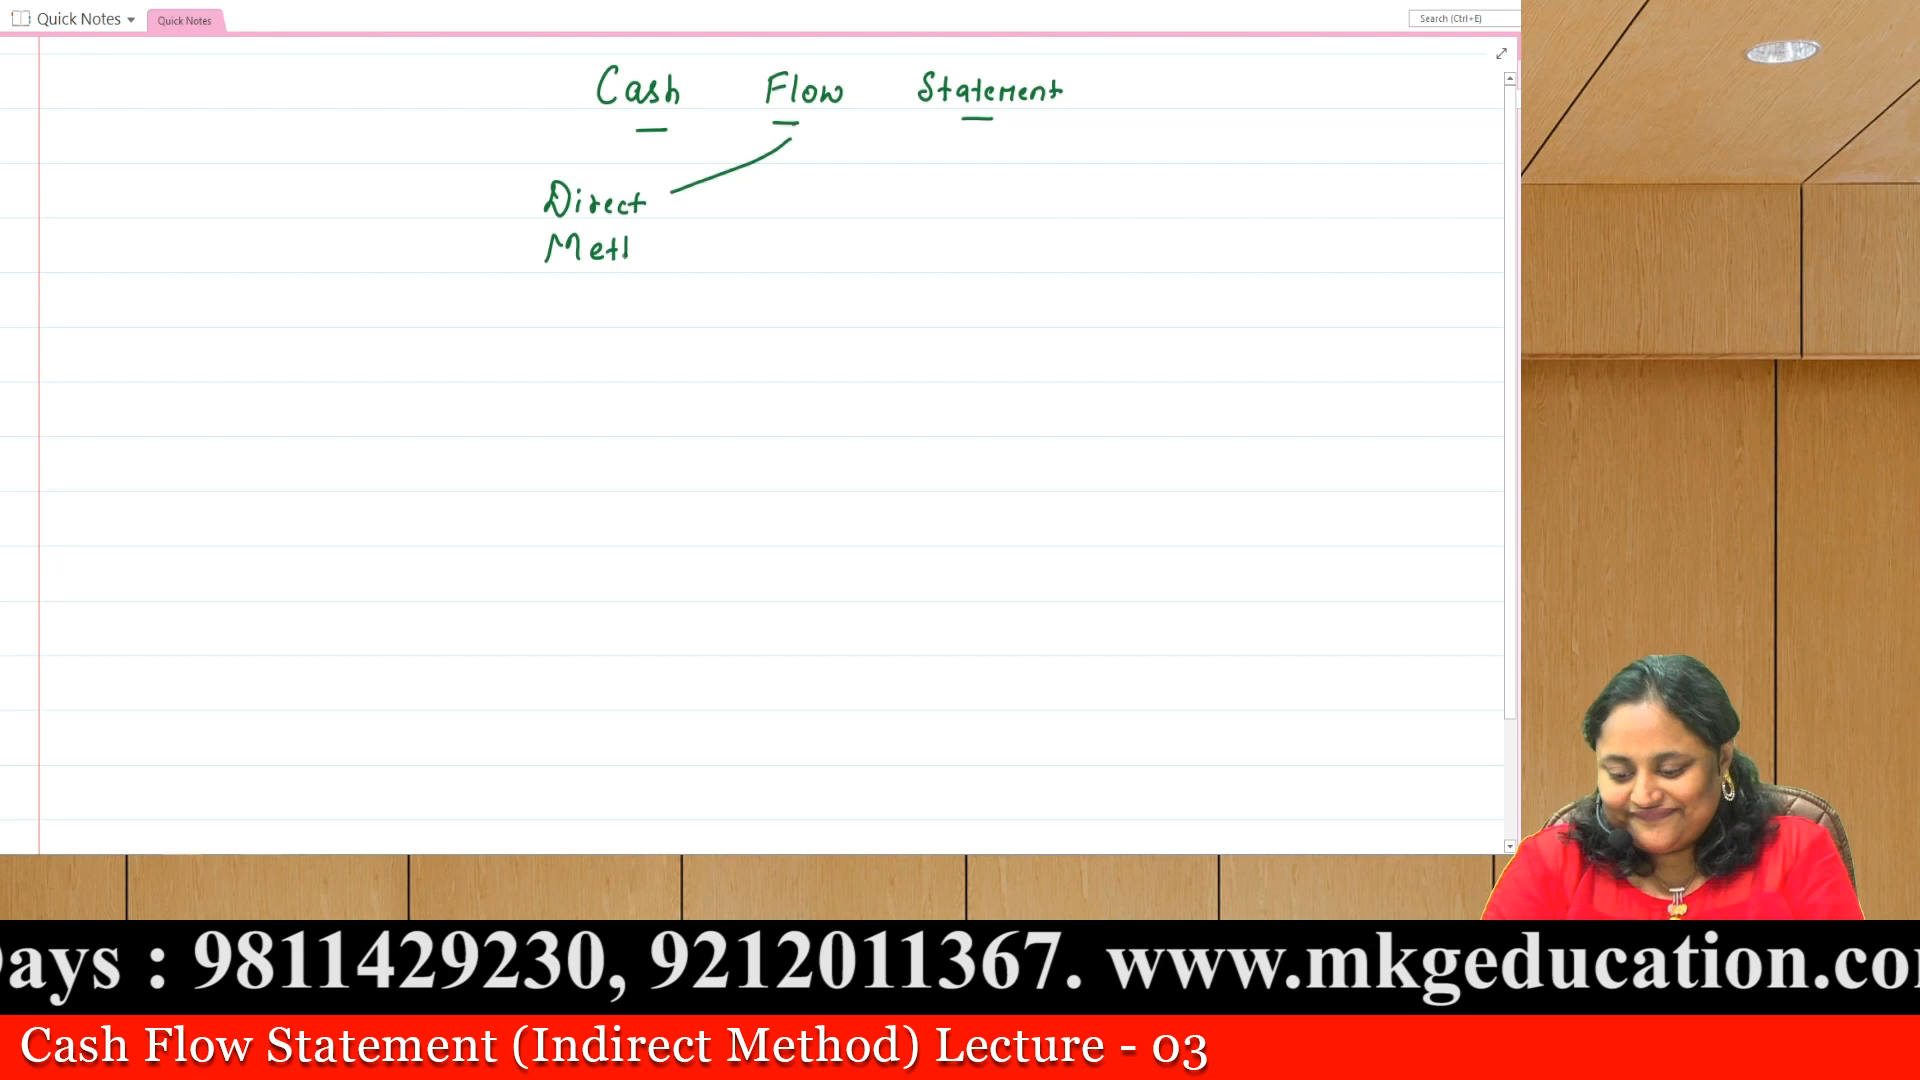 Quick Notes
Quick Notes
Search (Ctrl+E)
Cash Flow Statement
Direct
Metl
Days : 9811429230, 9212011367. www.mkgeducation.co
Cash Flow Statement (Indirect Method) Lecture - 03